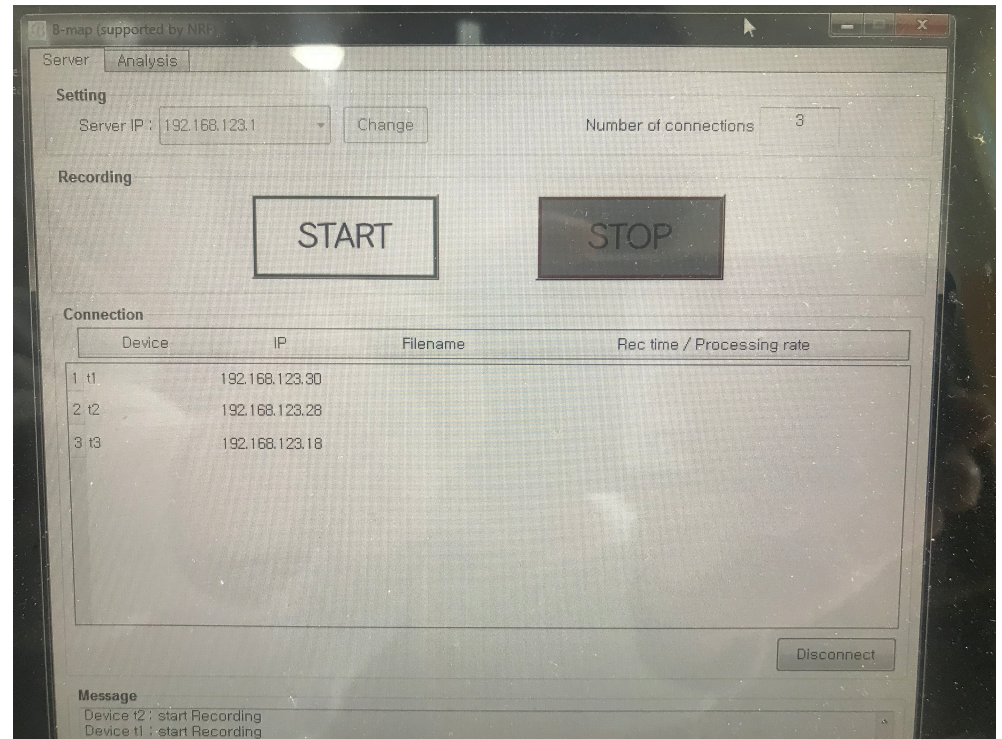 B-map (supported by NRF)
Server Analysis
Setting
Server IP : 192.168.123.1 Change Number of connections 3
Recording
START STOP
Connection
Device IP Filename Rec time / Processing rate
1 t1 192.168.123.30
2 t2 192.168.123.28
3 t3 192.168.123.18
Disconnect
Message
Device t2 : start Recording
Device t1 : start Recording